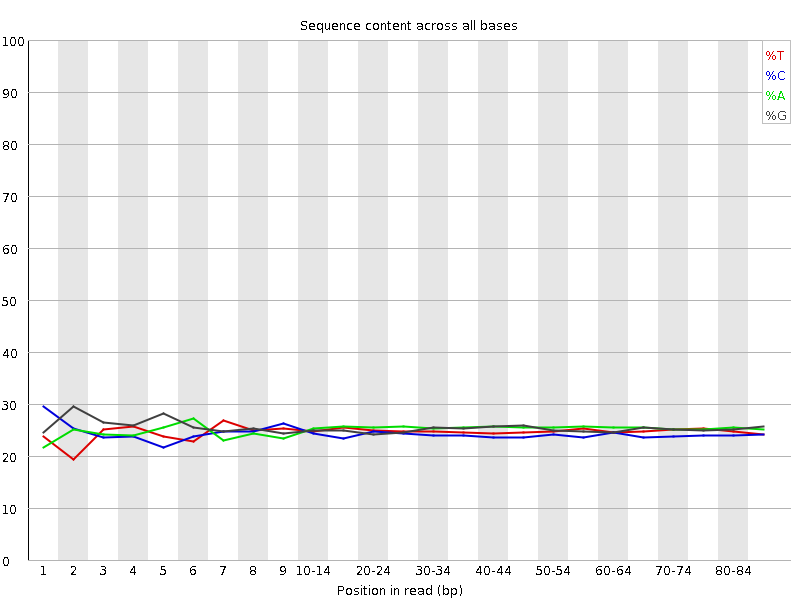 Sequence content across all bases
100
90
80
70
60
50
40
30
20
10
0
%T
%C
%A
%G
1 2 3 4 5 6 7 8 9 10-14 20-24 30-34 40-44 50-54 60-64 70-74 80-84
Position in read (bp)